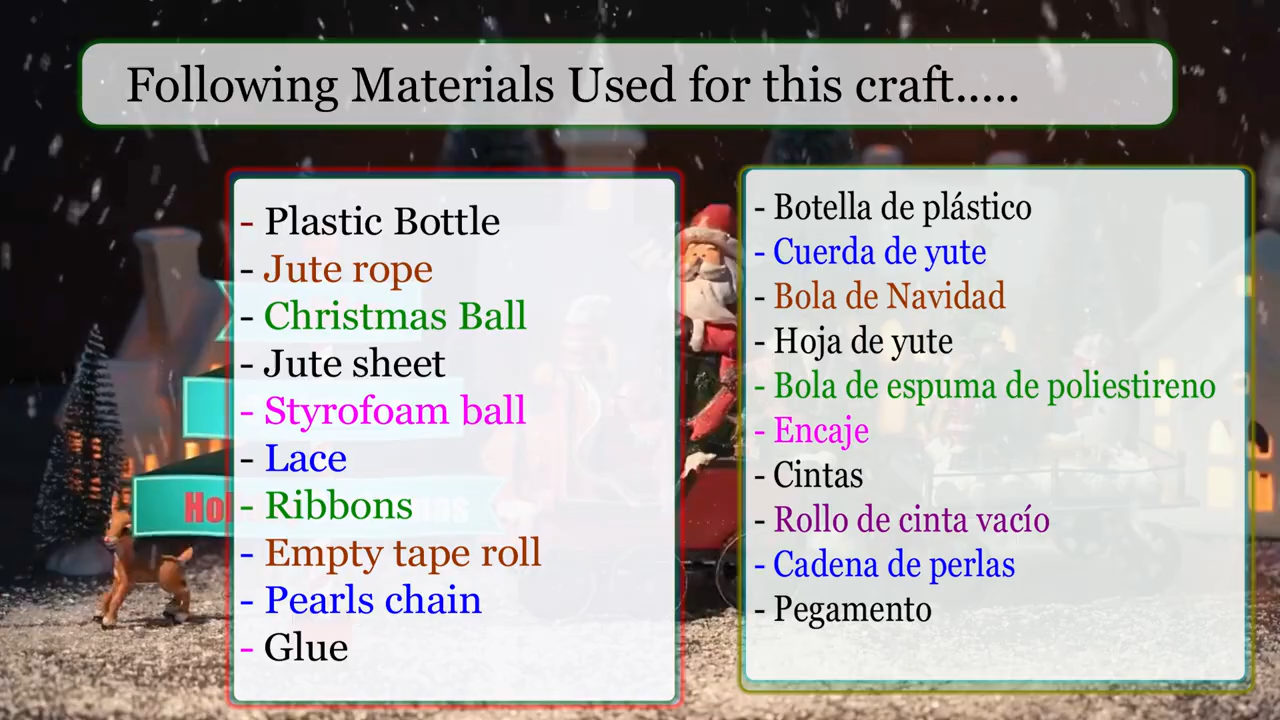 Following Materials Used for this craft.....
- Plastic Bottle
- Jute rope
- Christmas Ball
- Jute sheet
- Styrofoam ball
- Lace
- Ribbons
- Empty tape roll
- Pearls chain
- Glue
- Botella de plástico
- Cuerda de yute
- Bola de Navidad
- Hoja de yute
- Bola de espuma de poliestireno
- Encaje
- Cintas
- Rollo de cinta vacío
- Cadena de perlas
- Pegamento